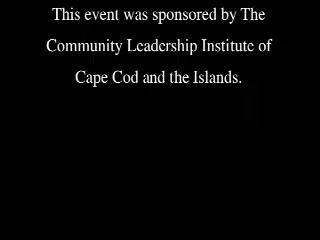 This event was sponsored by The
Community Leadership Institute of
Cape Cod and the Islands.